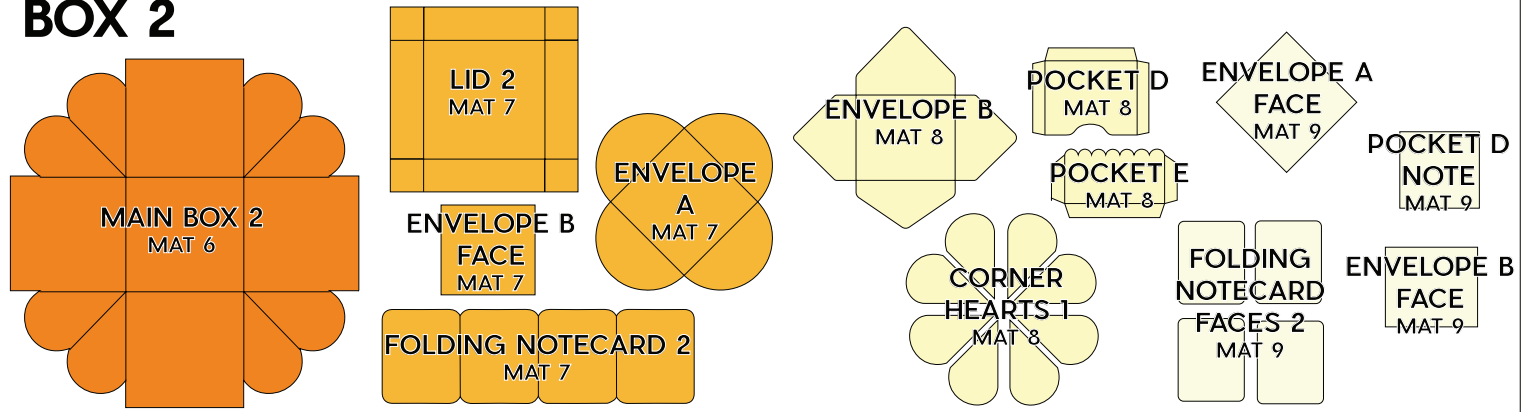 BOX 2
MAIN BOX 2
MAT 6
LID 2
MAT 7
ENVELOPE B
FACE
MAT 7
ENVELOPE
A
MAT 7
FOLDING NOTECARD 2
MAT 7
ENVELOPE B
MAT 8
POCKET D
MAT 8
POCKET E
MAT 8
CORNER
HEARTS 1
MAT 8
ENVELOPE A
FACE
MAT 9
POCKET D
NOTE
MAT 9
FOLDING
NOTECARD
FACES 2
MAT 9
ENVELOPE B
FACE
MAT 9